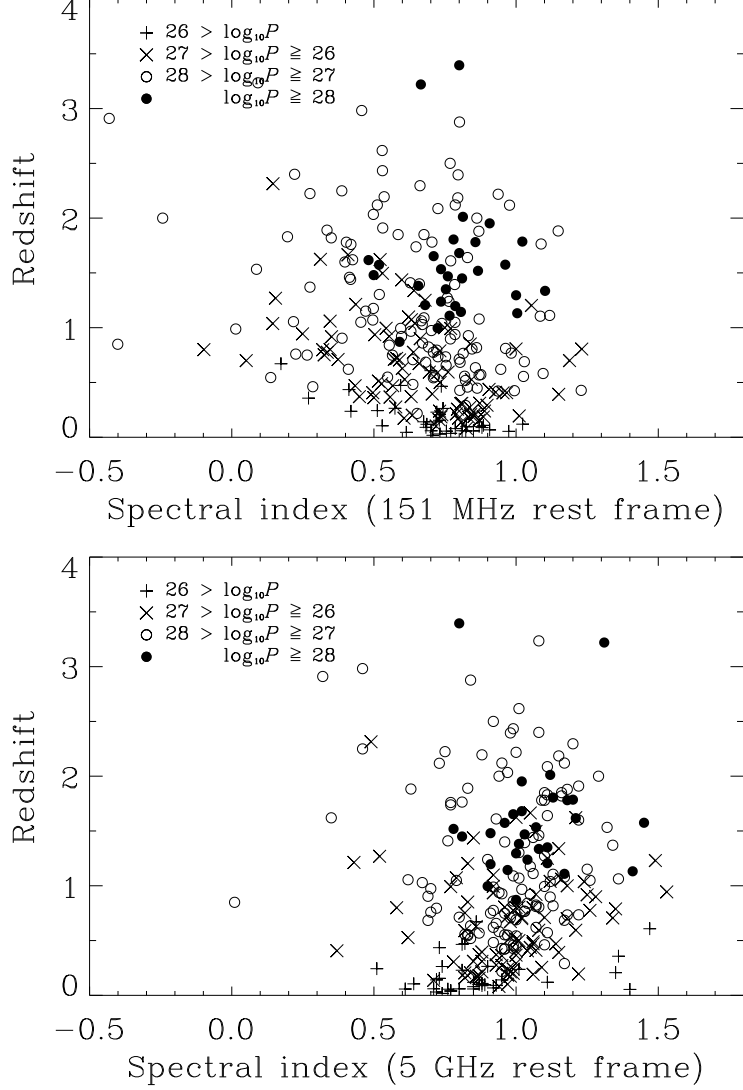 4
26 > log₁₀P
27 > log₁₀P ≧ 26
28 > log₁₀P ≧ 27
log₁₀P ≧ 28
3
2
1
0
Redshift
−0.5 0.0 0.5 1.0 1.5
Spectral index (151 MHz rest frame)
4
26 > log₁₀P
27 > log₁₀P ≧ 26
28 > log₁₀P ≧ 27
log₁₀P ≧ 28
3
2
1
0
Redshift
−0.5 0.0 0.5 1.0 1.5
Spectral index (5 GHz rest frame)